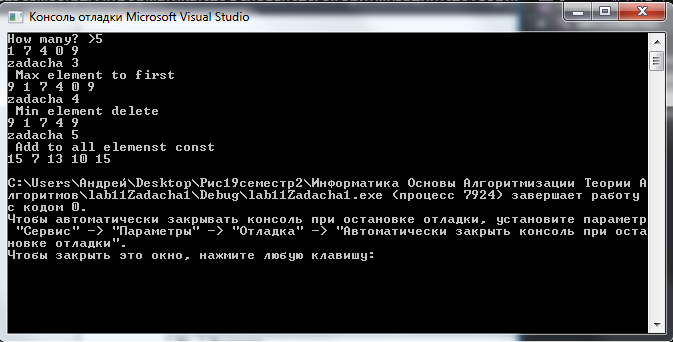 Консоль отладки Microsoft Visual Studio
How many? >5
1 7 4 0 9
zadacha 3
Max element to first
9 1 7 4 0 9
zadacha 4
Min element delete
9 1 7 4 9
zadacha 5
Add to all elemenst const
15 7 13 10 15
C:\Users\Андрей\Desktop\Рис19семестр2\Информатика Основы Алгоритмизации Теории А
лгоритмов\lab11Zadacha1\Debug\lab11Zadacha1.exe (процесс 7924) завершает работу
с кодом 0.
Чтобы автоматически закрывать консоль при остановке отладки, установите параметр
"Сервис" -> "Параметры" -> "Отладка" -> "Автоматически закрыть консоль при оста
новке отладки".
Чтобы закрыть это окно, нажмите любую клавишу: